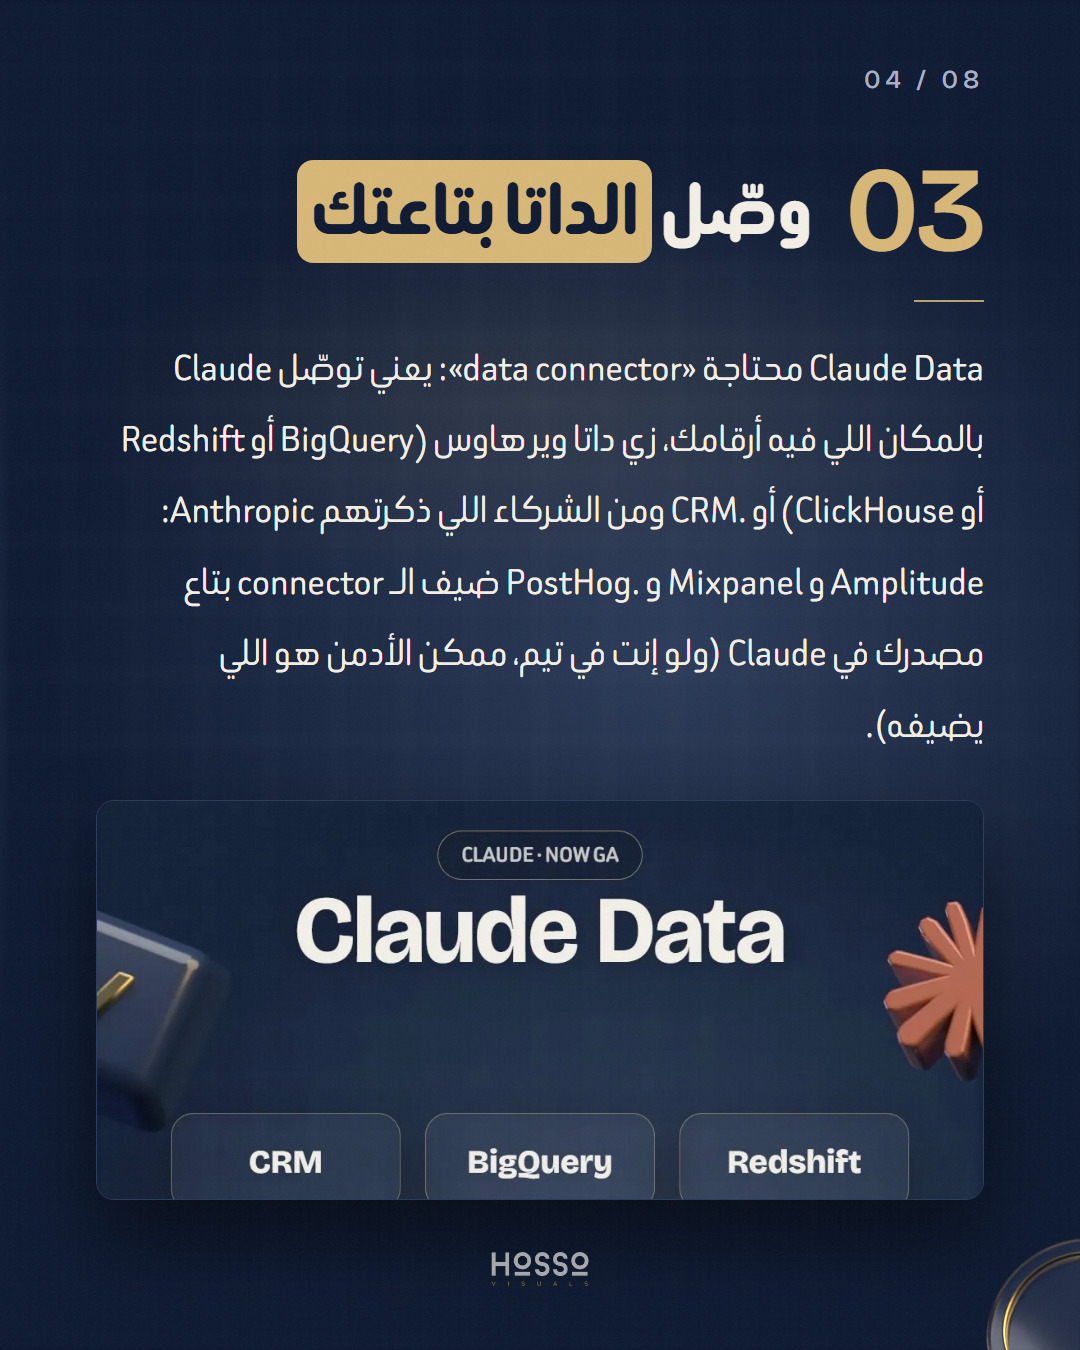 04 / 08
03 وصّل الداتا بتاعتك
Claude Data محتاجة «data connector»: يعني توصّل Claude
بالمكان اللي فيه أرقامك، زي داتا ويرهاوس (BigQuery أو Redshift
أو ClickHouse) أو CRM. ومن الشركاء اللي ذكرتهم Anthropic:
Amplitude و Mixpanel و PostHog. ضيف الـ connector بتاع
مصدرك في Claude (ولو إنت في تيم، ممكن الأدمن هو اللي
يضيفه).
CLAUDE · NOW GA
Claude Data
CRM
BigQuery
Redshift
HOSSO
VISUALS